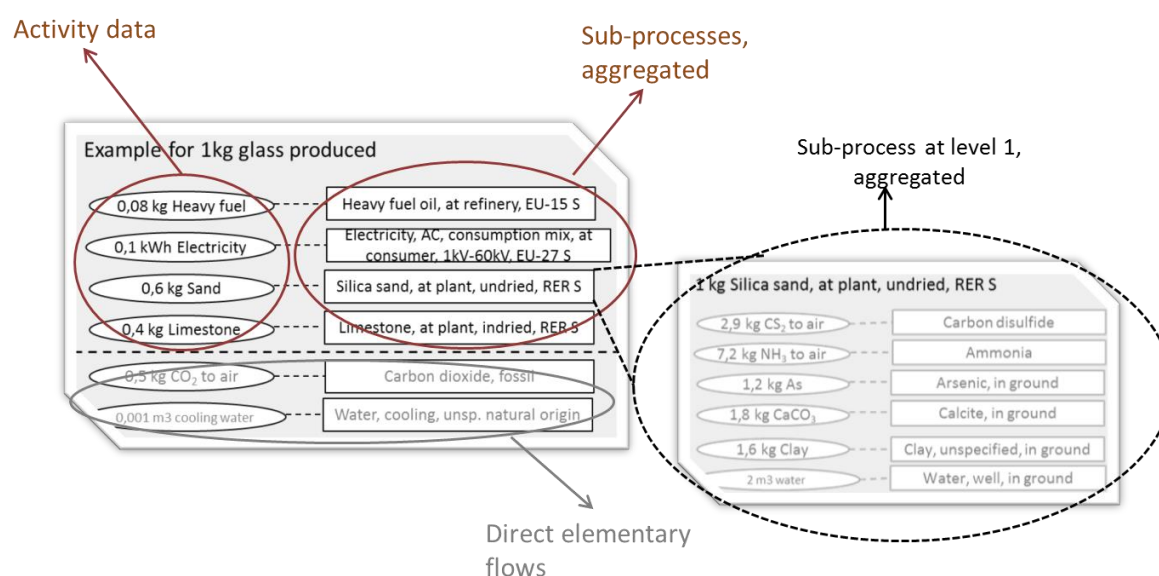 Activity data
Sub-processes,
aggregated
Example for 1kg glass produced
0,08 kg Heavy fuel
Heavy fuel oil, at refinery, EU-15 S
0,1 kWh Electricity
Electricity, AC, consumption mix, at
consumer, 1kV-60kV, EU-27 S
0,6 kg Sand
Silica sand, at plant, undried, RER S
0,4 kg Limestone
Limestone, at plant, indried, RER S
0,5 kg CO₂ to air
Carbon dioxide, fossil
0,001 m3 cooling water
Water, cooling, unsp. natural origin
Direct elementary
flows
Sub-process at level 1,
aggregated
1 kg Silica sand, at plant, undried, RER S
2,9 kg CS₂ to air
Carbon disulfide
7,2 kg NH₃ to air
Ammonia
1,2 kg As
Arsenic, in ground
1,8 kg CaCO₃
Calcite, in ground
1,6 kg Clay
Clay, unspecified, in ground
2 m3 water
Water, well, in ground